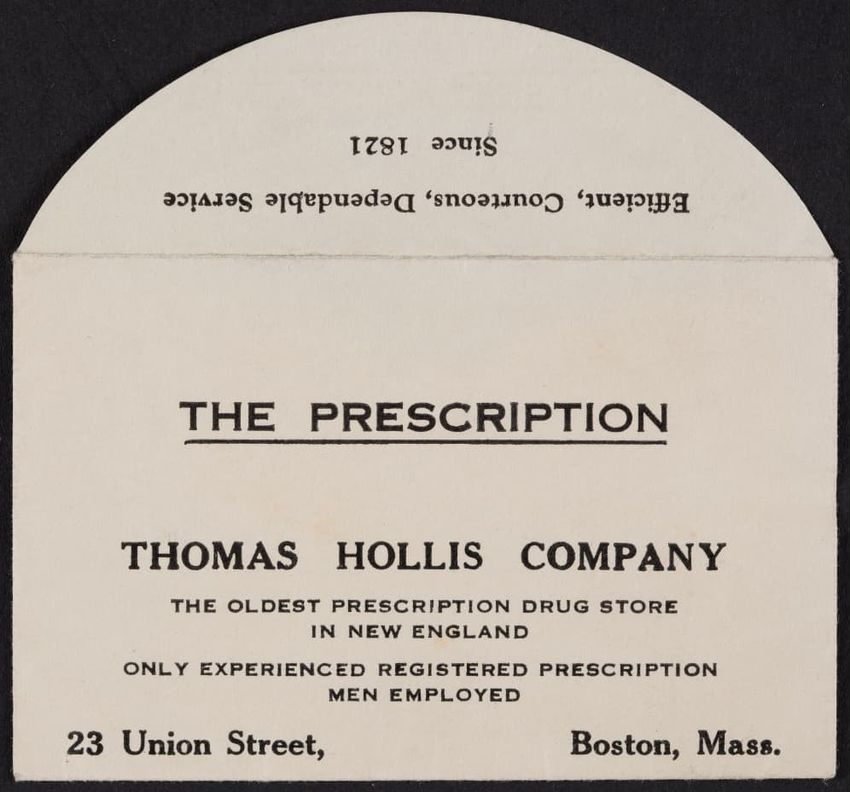 Efficient, Courteous, Dependable Service
Since 1821
THE PRESCRIPTION
THOMAS HOLLIS COMPANY
THE OLDEST PRESCRIPTION DRUG STORE
IN NEW ENGLAND
ONLY EXPERIENCED REGISTERED PRESCRIPTION
MEN EMPLOYED
23 Union Street, Boston, Mass.